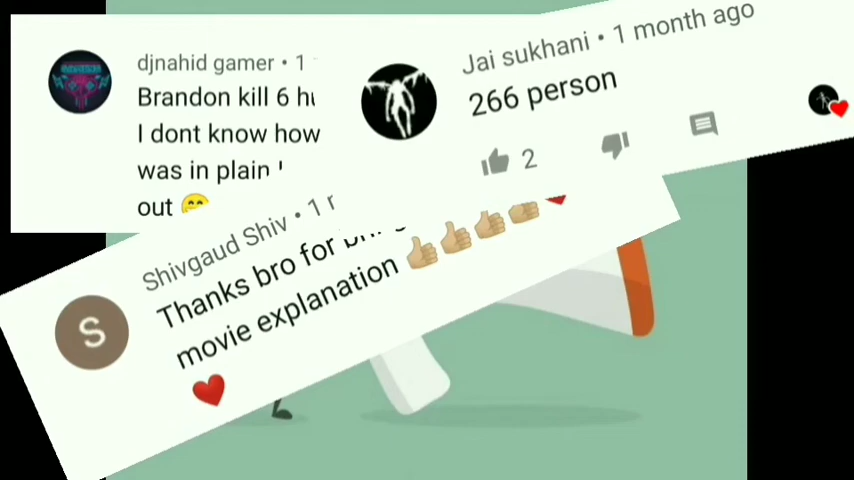 djnahid gamer • 1
Brandon kill 6
I dont know how
was in plain
out 😊
Jai sukhani • 1 month ago
266 person
2
Shivgaud Shiv • 1
Thanks bro for
movie explanation 👍🏼👍🏼👍🏼👍🏼❤️
❤️
S